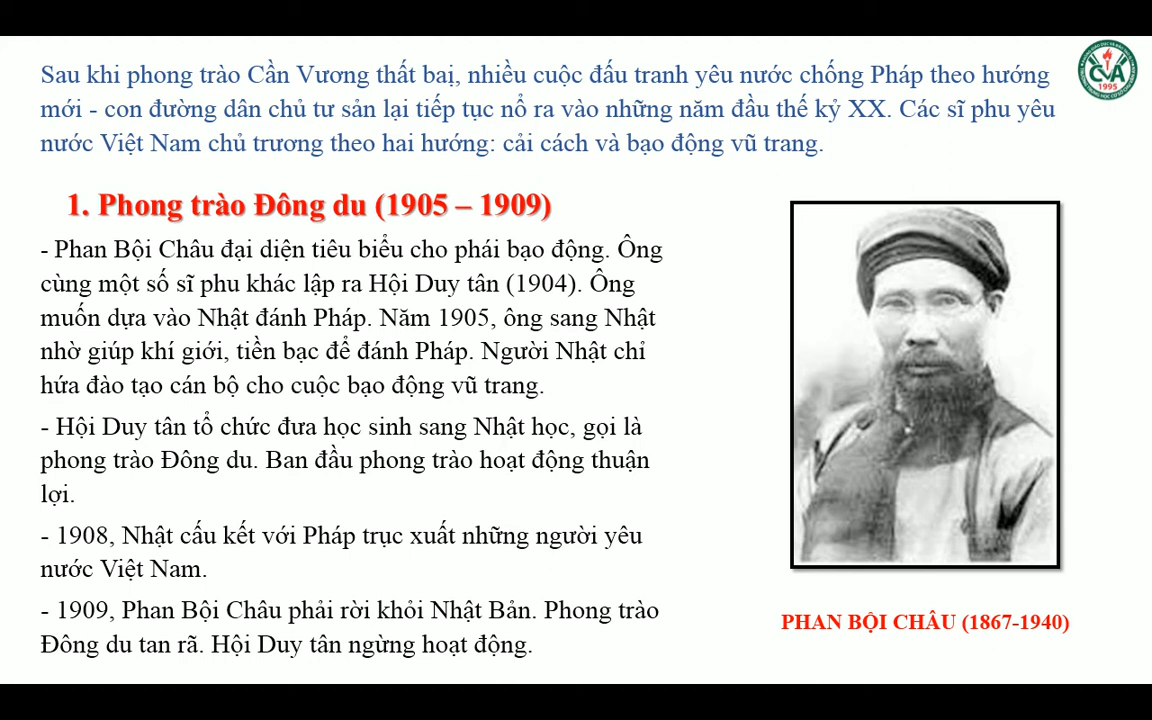 Sau khi phong trào Cần Vương thất bại, nhiều cuộc đấu tranh yêu nước chống Pháp theo hướng
mới - con đường dân chủ tư sản lại tiếp tục nổ ra vào những năm đầu thế kỷ XX. Các sĩ phu yêu
nước Việt Nam chủ trương theo hai hướng: cải cách và bạo động vũ trang.
CVA
1995
1. Phong trào Đông du (1905 – 1909)
- Phan Bội Châu đại diện tiêu biểu cho phái bạo động. Ông
cùng một số sĩ phu khác lập ra Hội Duy tân (1904). Ông
muốn dựa vào Nhật đánh Pháp. Năm 1905, ông sang Nhật
nhờ giúp khí giới, tiền bạc để đánh Pháp. Người Nhật chỉ
hứa đào tạo cán bộ cho cuộc bạo động vũ trang.
- Hội Duy tân tổ chức đưa học sinh sang Nhật học, gọi là
phong trào Đông du. Ban đầu phong trào hoạt động thuận
lợi.
- 1908, Nhật cấu kết với Pháp trục xuất những người yêu
nước Việt Nam.
- 1909, Phan Bội Châu phải rời khỏi Nhật Bản. Phong trào
Đông du tan rã. Hội Duy tân ngừng hoạt động.
PHAN BỘI CHÂU (1867-1940)